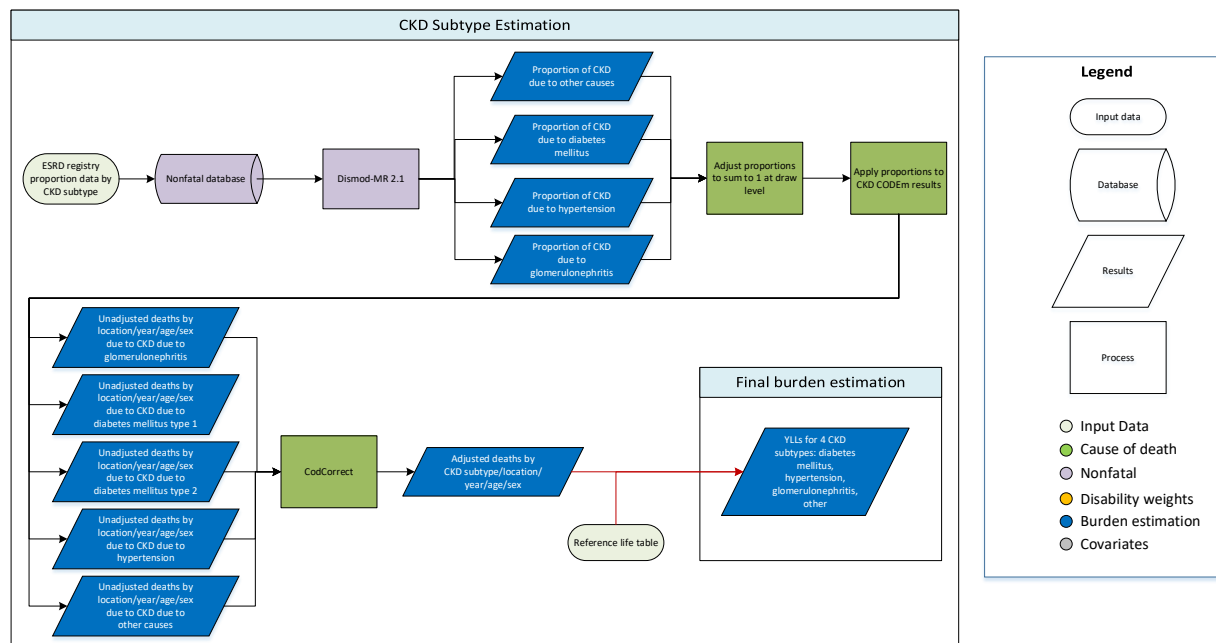 CKD Subtype Estimation
ESRD registry
proportion data by
CKD subtype
Nonfatal database
Dismod-MR 2.1
Proportion of CKD
due to other causes
Proportion of CKD
due to diabetes
mellitus
Proportion of CKD
due to hypertension
Proportion of CKD
due to
glomerulonephritis
Adjust proportions
to sum to 1 at draw
level
Apply proportions to
CKD CODEm results
Unadjusted deaths by
location/year/age/sex
due to CKD due to
glomerulonephritis
Unadjusted deaths by
location/year/age/sex
due to CKD due to
diabetes mellitus type 1
Unadjusted deaths by
location/year/age/sex
due to CKD due to
diabetes mellitus type 2
Unadjusted deaths by
location/year/age/sex
due to CKD due to
hypertension
Unadjusted deaths by
location/year/age/sex
due to CKD due to
other causes
CodCorrect
Adjusted deaths by
CKD subtype/location/
year/age/sex
Reference life table
Final burden estimation
YLLs for 4 CKD
subtypes: diabetes
mellitus,
hypertension,
glomerulonephritis,
other
Legend
Input data
Database
Results
Process
Input Data
Cause of death
Nonfatal
Disability weights
Burden estimation
Covariates